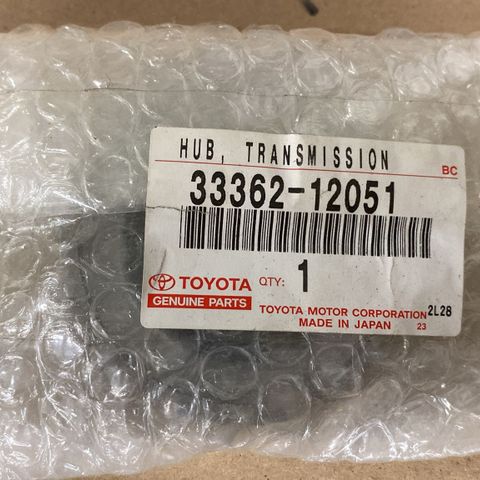 HUB, TRANSMISSION
BC
33362-12051
TOYOTA QTY: 1
GENUINE PARTS
TOYOTA MOTOR CORPORATION 2L28
MADE IN JAPAN 23